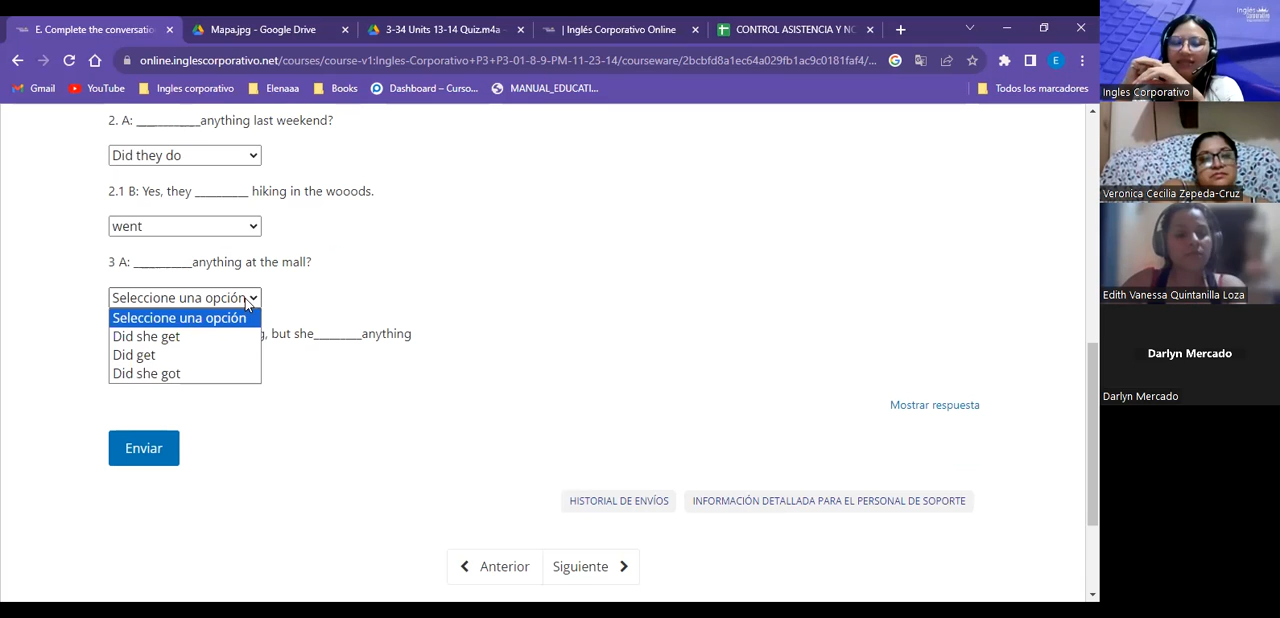 E. Complete the conversatio
Mapa.jpg - Google Drive
3-34 Units 13-14 Quiz.m4a -
| Inglés Corporativo Online
CONTROL ASISTENCIA Y NO
online.inglescorporativo.net/courses/course-v1:Ingles-Corporativo+P3+P3-01-8-9-PM-11-23-14/courseware/2bcbfd8a1ec64a029fb1ac9c0181faf4/...
E
Gmail
YouTube
Ingles corporativo
Elenaaa
Books
Dashboard – Curso...
MANUAL_EDUCATI...
Todos los marcadores
2. A: ___________anything last weekend?
Did they do
2.1 B: Yes, they _________ hiking in the wooods.
went
3 A: __________anything at the mall?
Seleccione una opción
Seleccione una opción
Did she get
Did get
Did she got
g, but she________anything
Mostrar respuesta
Enviar
HISTORIAL DE ENVÍOS
INFORMACIÓN DETALLADA PARA EL PERSONAL DE SOPORTE
Anterior
Siguiente
Ingles Corporativo
Veronica Cecilia Zepeda-Cruz
Edith Vanessa Quintanilla Loza
Darlyn Mercado
Darlyn Mercado